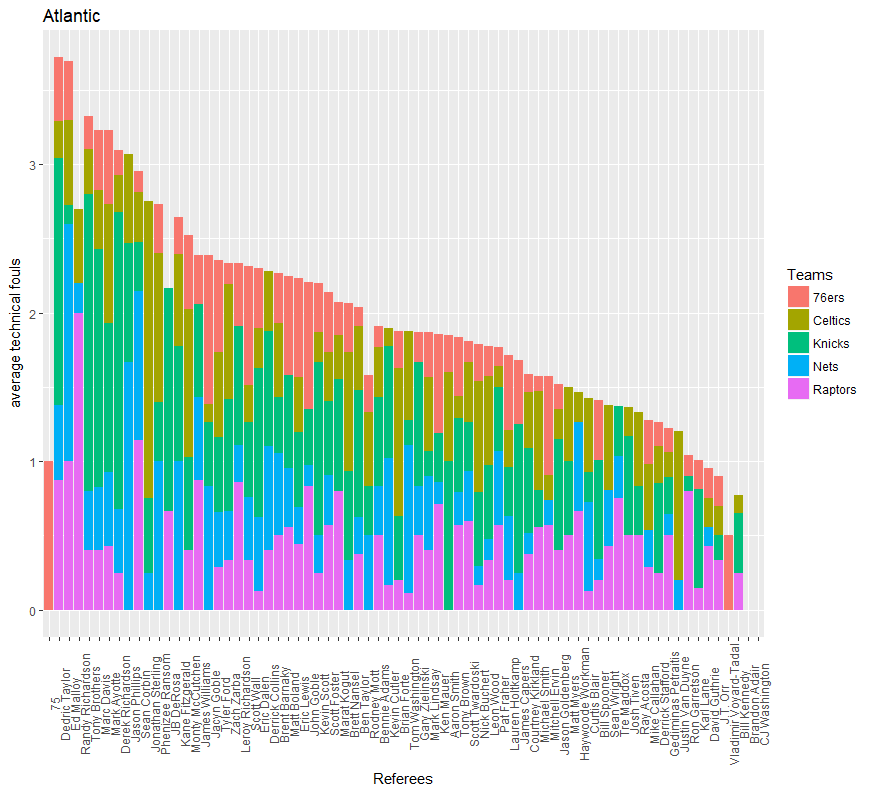 Atlantic
average technical fouls
3
2
1
0
75
Dedric Taylor
Ed Malloy
Randy Richardson
Tony Brothers
Marc Davis
Mark Ayotte
Derek Richardson
Jason Phillips
Sean Corbin
Jonathan Sterling
Phenizee Ransom
JB DeRosa
Kane Fitzgerald
Monty McCutchen
James Williams
Jacyn Goble
Tyler Ford
Zach Zarba
Leroy Richardson
Scott Wall
Eric Dalen
Derrick Collins
Brent Barnaky
Matt Boland
Eric Lewis
John Goble
Kevin Scott
Scott Foster
Marat Kogut
Brett Nansel
Ben Taylor
Rodney Mott
Bennie Adams
Kevin Cutler
Brian Forte
Tom Washington
Gary Zielinski
Mark Lindsay
Ken Mauer
Aaron Smith
Tony Brown
Scott Twardoski
Nick Buchert
Leon Wood
Pat Fraher
Lauren Holtkamp
James Capers
Courtney Kirkland
Michael Smith
Mitchell Ervin
Jason Goldenberg
Matt Myers
Haywoode Workman
Curtis Blair
Bill Spooner
Sean Wright
Tre Maddox
Josh Tiven
Ray Acosta
Mike Callahan
Derrick Stafford
Gediminas Petraitis
Justin Van Duyne
Ron Garretson
Karl Lane
David Guthrie
J.T. Orr
Vladimir Voyard-Tadal
Bill Kennedy
Brandon Adair
CJ Washington
Referees
Teams
76ers
Celtics
Knicks
Nets
Raptors